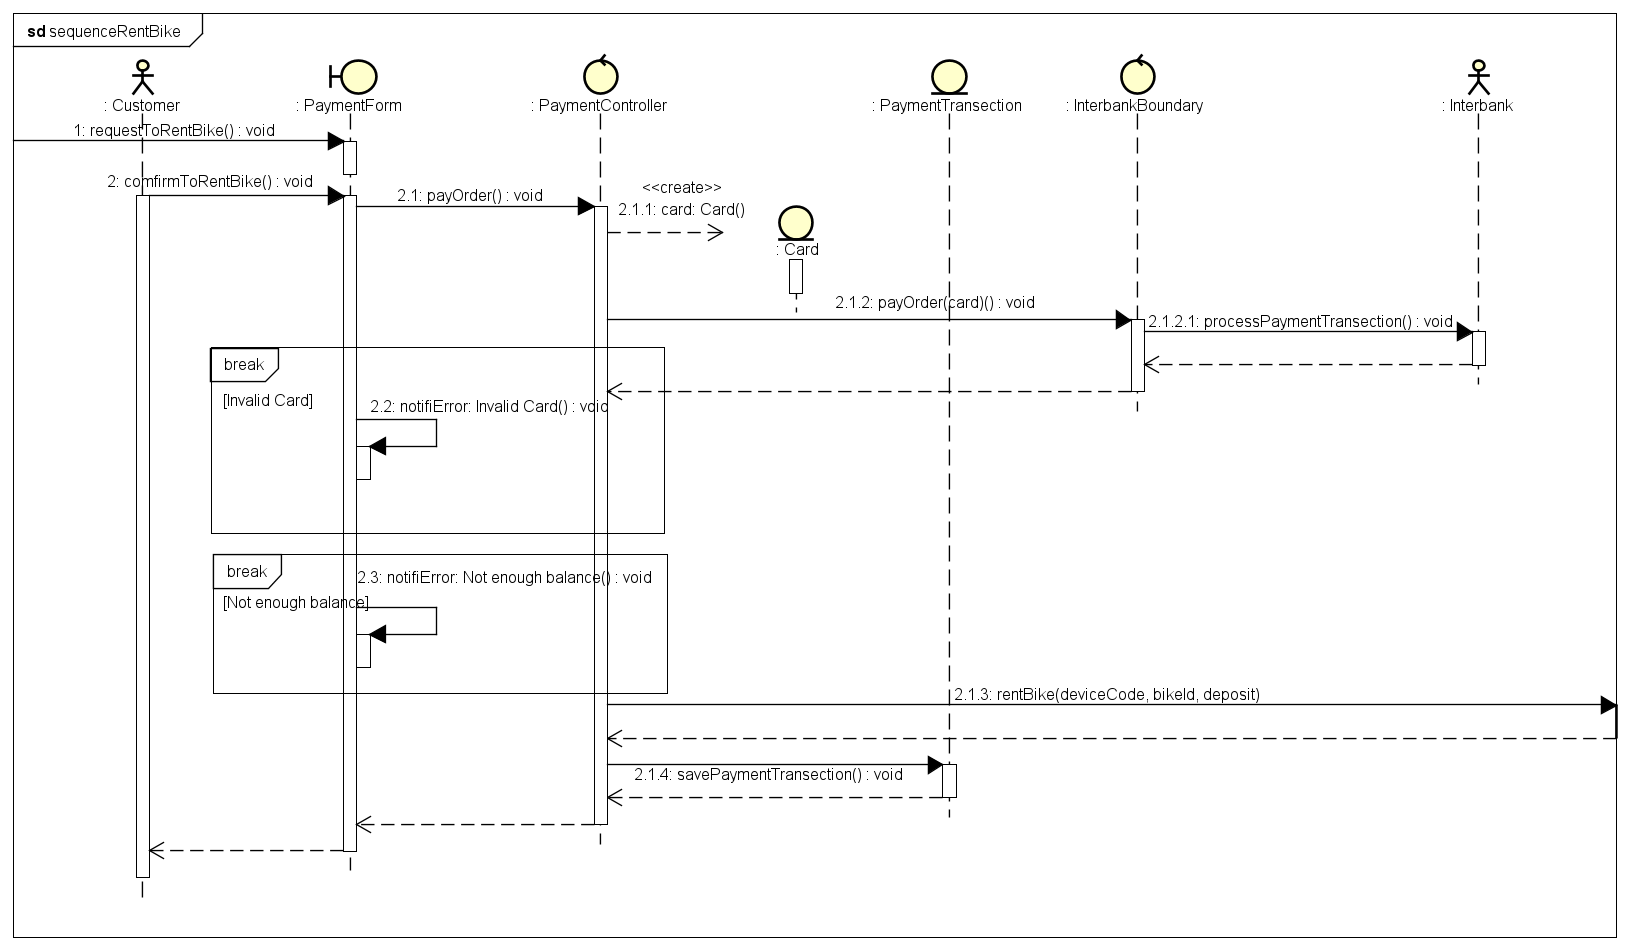 sd sequenceRentBike
: Customer
: PaymentForm
: PaymentController
: PaymentTransection
: InterbankBoundary
: Interbank
1: requestToRentBike() : void
2: comfirmToRentBike() : void
2.1: payOrder() : void
<<create>>
2.1.1: card: Card()
: Card
2.1.2: payOrder(card)() : void
2.1.2.1: processPaymentTransection() : void
break
[Invalid Card]
2.2: notifiError: Invalid Card() : void
break
2.3: notifiError: Not enough balance() : void
[Not enough balance]
2.1.3: rentBike(deviceCode, bikeId, deposit)
2.1.4: savePaymentTransection() : void